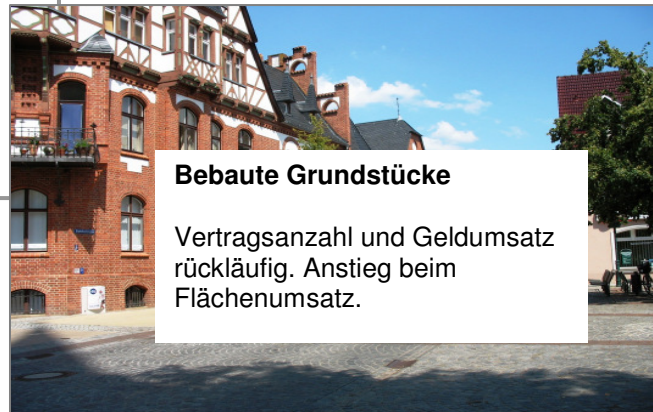 Bebaute Grundstücke
Vertragsanzahl und Geldumsatz
rückläufig. Anstieg beim
Flächenumsatz.